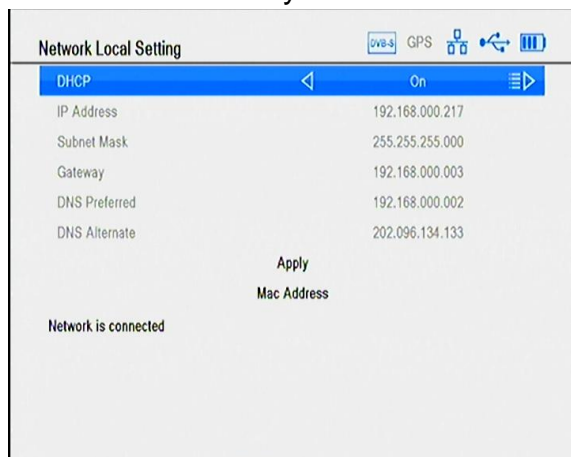 Network Local Setting DVB-S GPS
DHCP On
IP Address 192.168.000.217
Subnet Mask 255.255.255.000
Gateway 192.168.000.003
DNS Preferred 192.168.000.002
DNS Alternate 202.096.134.133
Apply
Mac Address
Network is connected